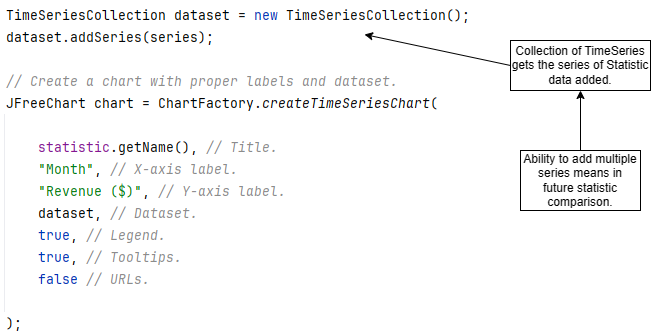 TimeSeriesCollection dataset = new TimeSeriesCollection();
dataset.addSeries(series);
// Create a chart with proper labels and dataset.
JFreeChart chart = ChartFactory.createTimeSeriesChart(
statistic.getName(), // Title.
"Month", // X-axis label.
"Revenue ($)", // Y-axis label.
dataset, // Dataset.
true, // Legend.
true, // Tooltips.
false // URLs.
);
Collection of TimeSeries
gets the series of Statistic
data added.
Ability to add multiple
series means in
future statistic
comparison.